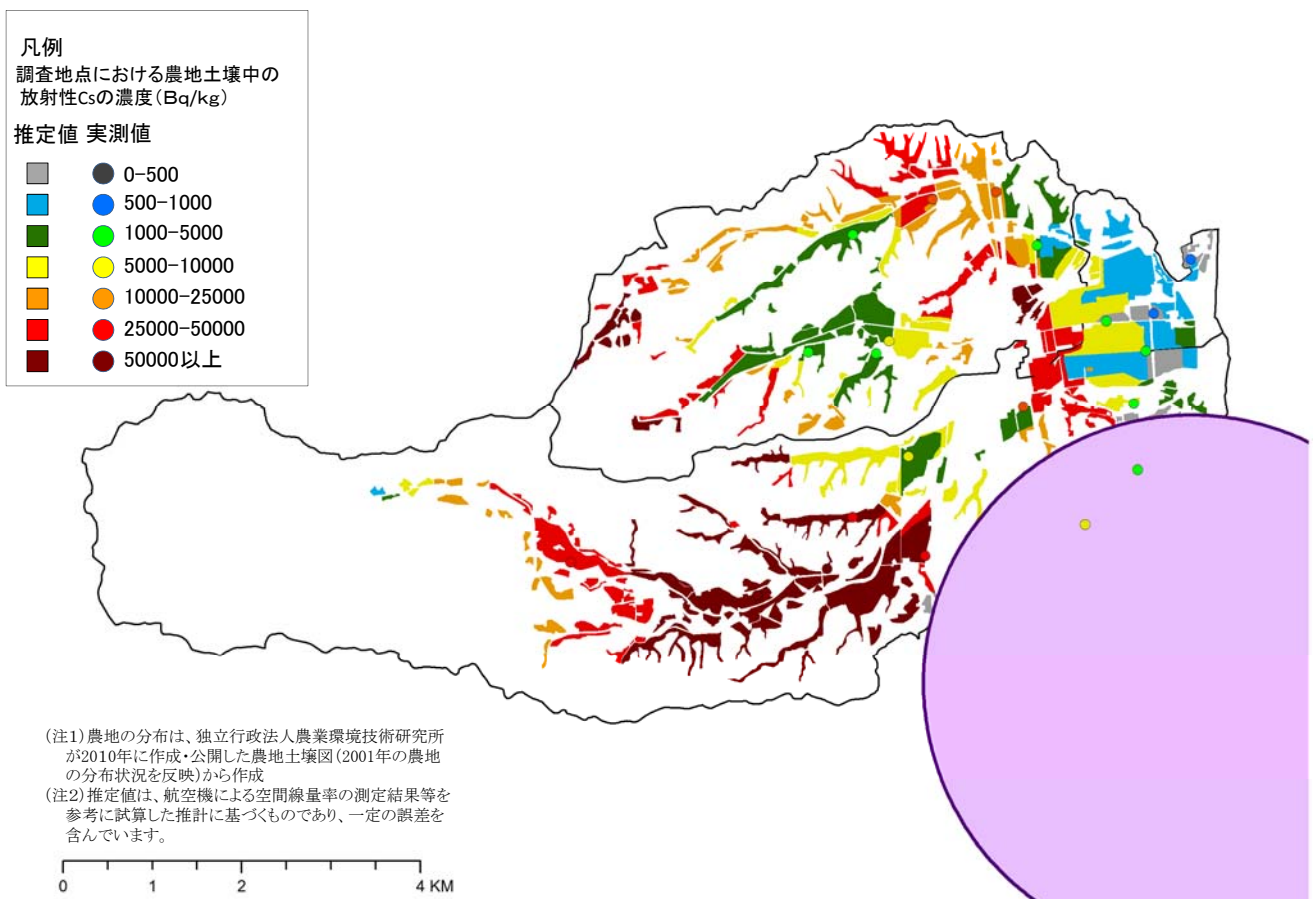 凡例
調査地点における農地土壌中の
放射性Csの濃度(Bq/kg)
推定値 実測値
0-500
500-1000
1000-5000
5000-10000
10000-25000
25000-50000
50000以上
(注1)農地の分布は、独立行政法人農業環境技術研究所
が2010年に作成・公開した農地土壌図(2001年の農地
の分布状況を反映)から作成
(注2)推定値は、航空機による空間線量率の測定結果等を
参考に試算した推計に基づくものであり、一定の誤差を
含んでいます。
0 1 2 4 KM